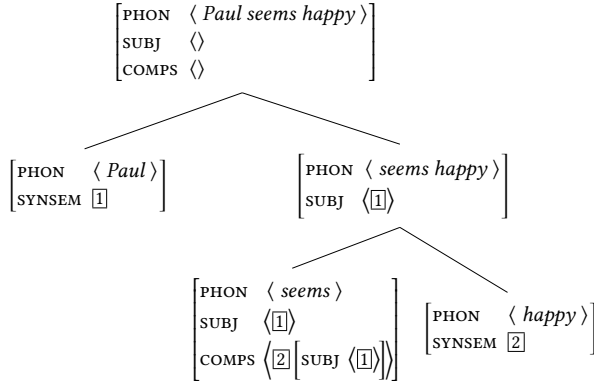 PHON ⟨ Paul seems happy ⟩
SUBJ ⟨⟩
COMPS ⟨⟩
PHON ⟨ Paul ⟩
SYNSEM 1
PHON ⟨ seems happy ⟩
SUBJ ⟨1⟩
PHON ⟨ seems ⟩
SUBJ ⟨1⟩
COMPS ⟨2[SUBJ ⟨1⟩]⟩
PHON ⟨ happy ⟩
SYNSEM 2